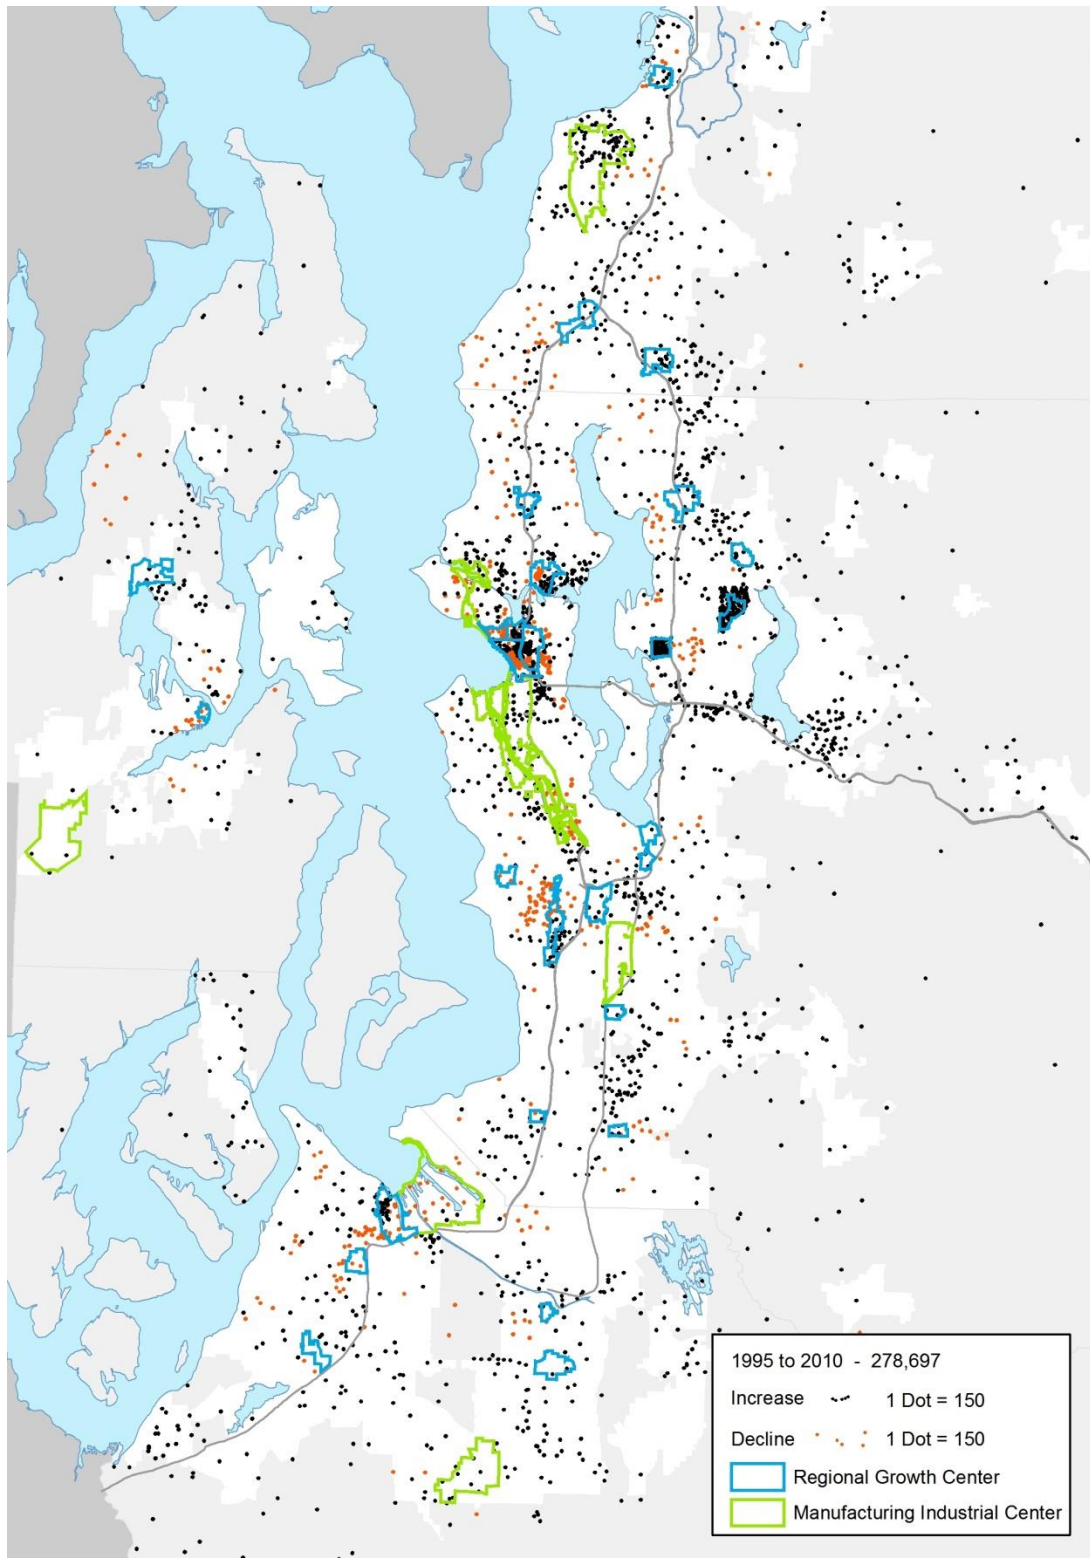 1995 to 2010 - 278,697
Increase 1 Dot = 150
Decline 1 Dot = 150
Regional Growth Center
Manufacturing Industrial Center